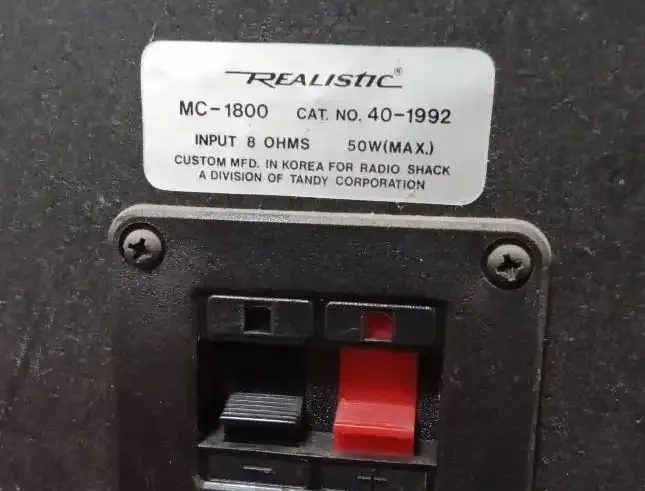 REALISTIC®
MC-1800 CAT. NO. 40-1992
INPUT 8 OHMS 50W(MAX.)
CUSTOM MFD. IN KOREA FOR RADIO SHACK
A DIVISION OF TANDY CORPORATION
- +